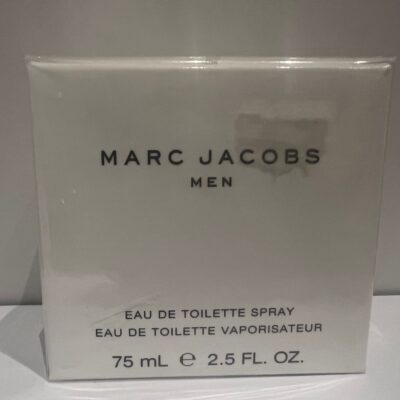 MARC JACOBS
MEN
EAU DE TOILETTE SPRAY
EAU DE TOILETTE VAPORISATEUR
75 mL ℮ 2.5 FL. OZ.